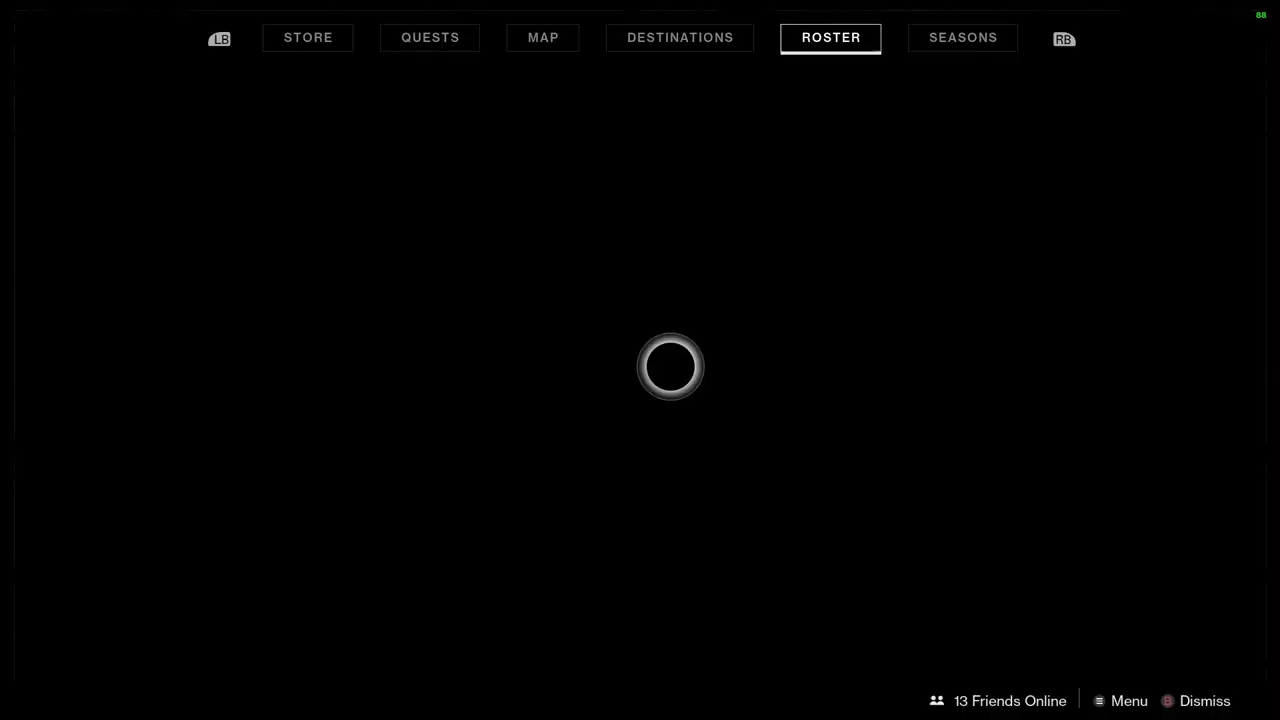 88
LB STORE QUESTS MAP DESTINATIONS ROSTER SEASONS RB
13 Friends Online Menu B Dismiss